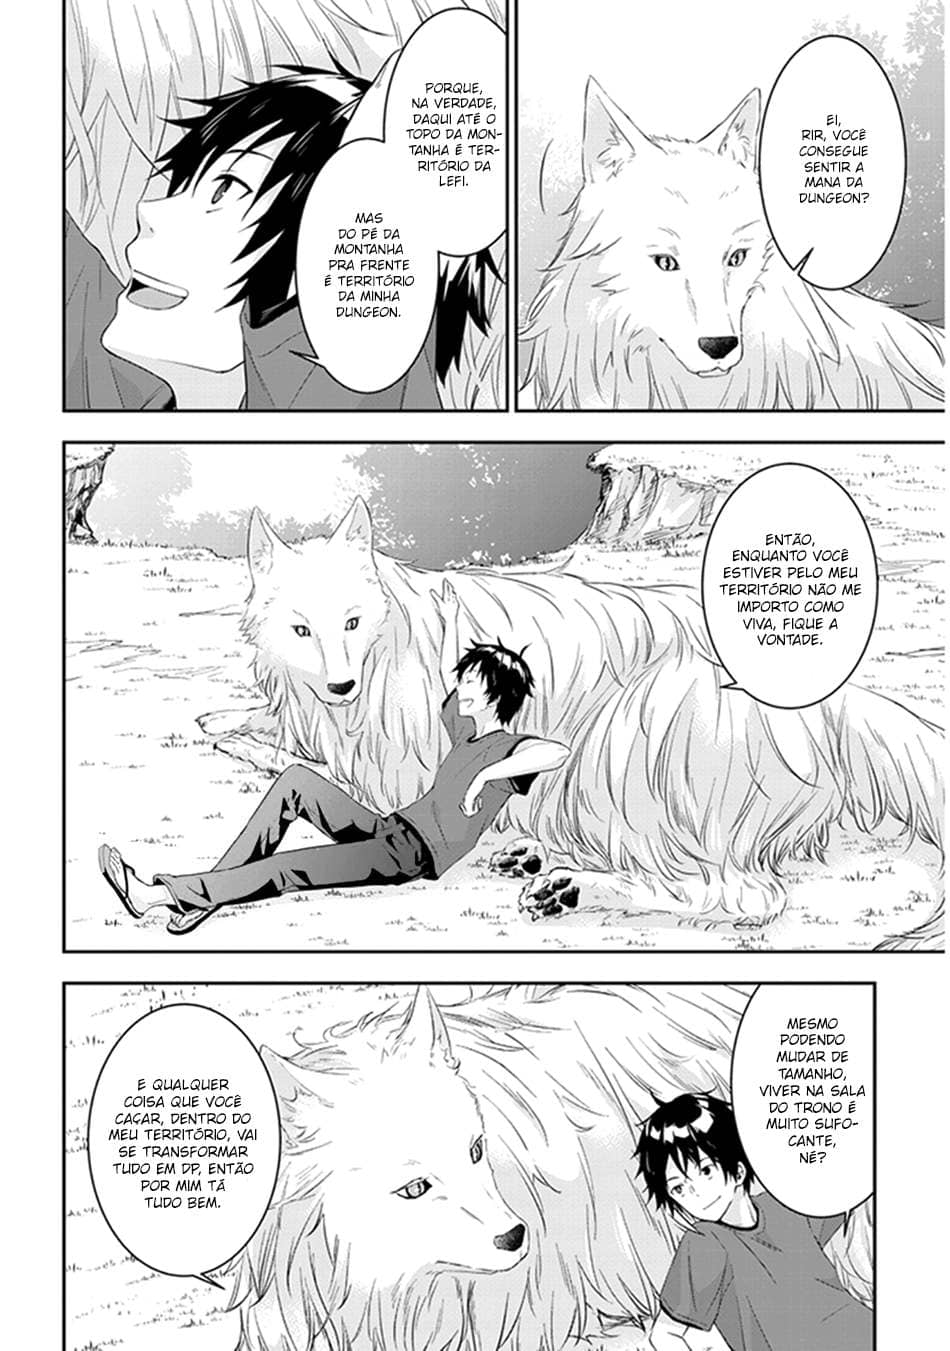 EI,
RIR, VOCÊ
CONSEGUE
SENTIR A
MANA DA
DUNGEON?
PORQUE,
NA VERDADE,
DAQUI ATÉ O
TOPO DA MON-
TANHA É TER-
RITÓRIO DA
LEFI.
MAS
DO PÉ DA
MONTANHA
PRA FRENTE
É TERRITÓRIO
DA MINHA
DUNGEON.
ENTÃO,
ENQUANTO VOCÊ
ESTIVER PELO MEU
TERRITÓRIO NÃO ME
IMPORTO COMO
VIVA, FIQUE A
VONTADE.
MESMO
PODENDO
MUDAR DE
TAMANHO,
VIVER NA SALA
DO TRONO É
MUITO SUFO-
CANTE,
NÉ?
E QUALQUER
COISA QUE VOCÊ
CAÇAR, DENTRO DO
MEU TERRITÓRIO, VAI
SE TRANSFORMAR
TUDO EM DP, ENTÃO
POR MIM TÁ
TUDO BEM.